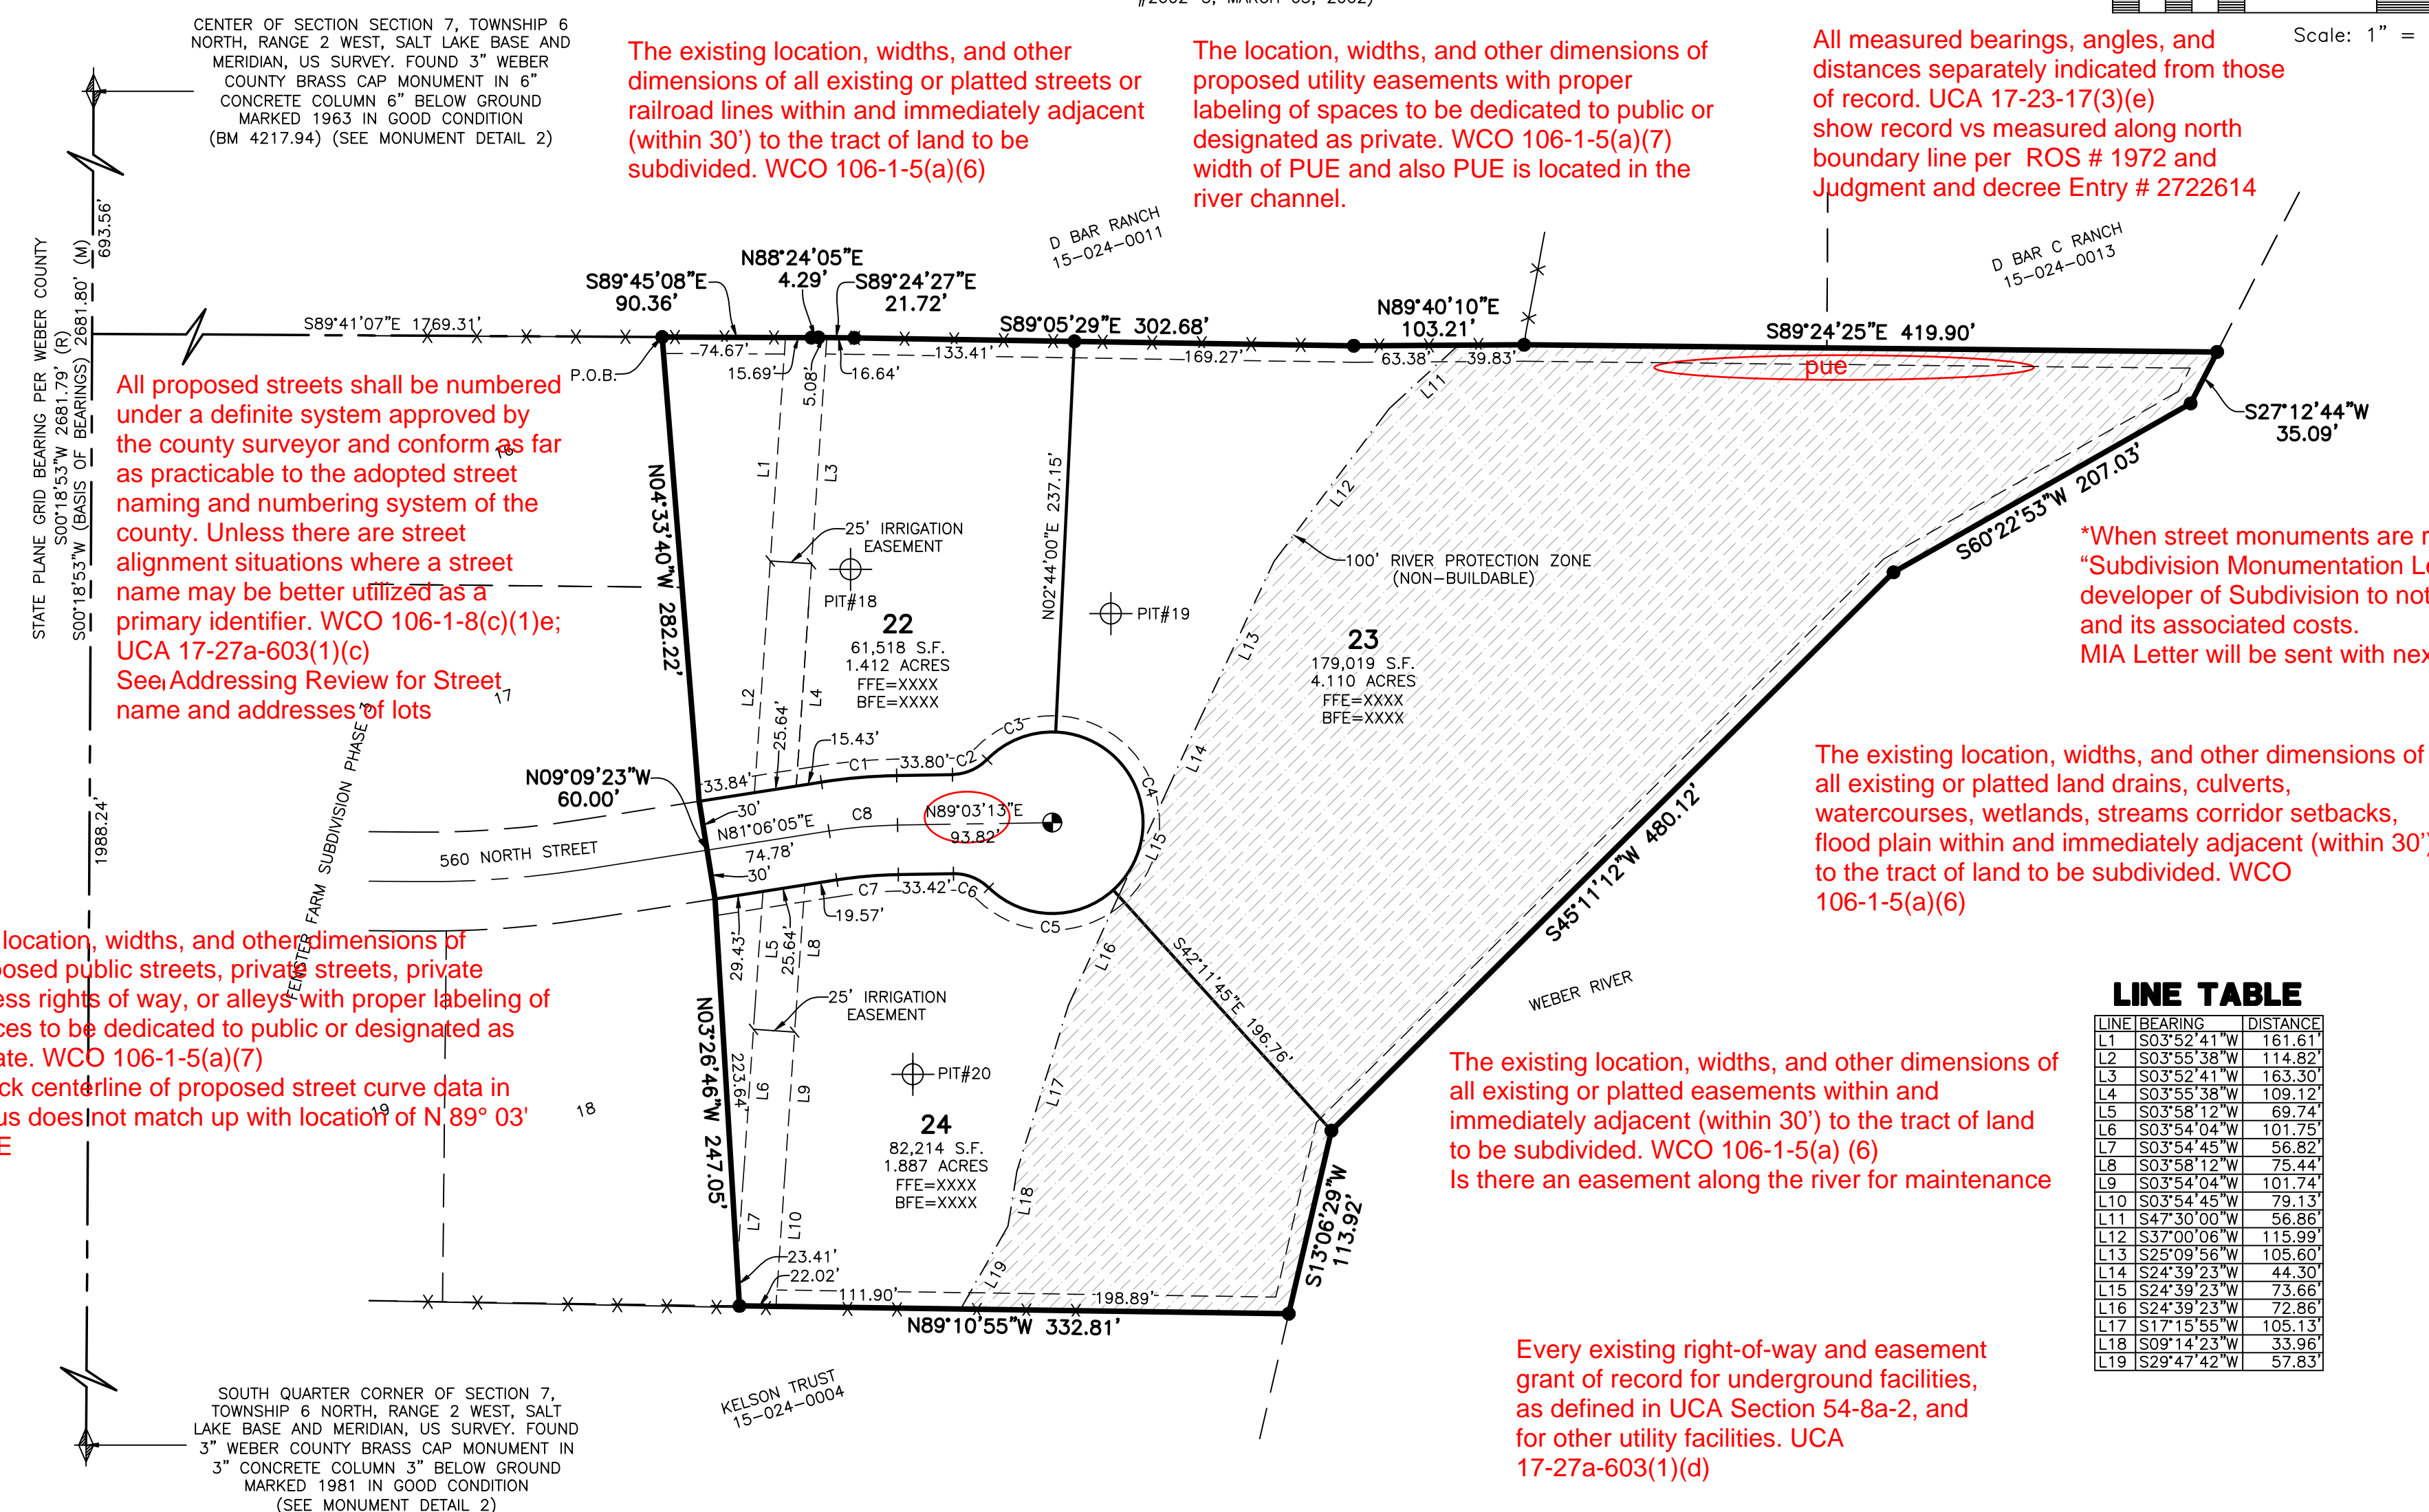 #2002-3, MARCH 05, 2002)
Scale: 1" =
CENTER OF SECTION SECTION 7, TOWNSHIP 6
NORTH, RANGE 2 WEST, SALT LAKE BASE AND
MERIDIAN, US SURVEY. FOUND 3" WEBER
COUNTY BRASS CAP MONUMENT IN 6"
CONCRETE COLUMN 6" BELOW GROUND
MARKED 1963 IN GOOD CONDITION
(BM 4217.94) (SEE MONUMENT DETAIL 2)
The existing location, widths, and other
dimensions of all existing or platted streets or
railroad lines within and immediately adjacent
(within 30') to the tract of land to be
subdivided. WCO 106-1-5(a)(6)
The location, widths, and other dimensions of
proposed utility easements with proper
labeling of spaces to be dedicated to public or
designated as private. WCO 106-1-5(a)(7)
width of PUE and also PUE is located in the
river channel.
All measured bearings, angles, and
distances separately indicated from those
of record. UCA 17-23-17(3)(e)
show record vs measured along north
boundary line per ROS # 1972 and
Judgment and decree Entry # 2722614
STATE PLANE GRID BEARING PER WEBER COUNTY
S00°18'53"W 2681.79' (R)
S00°18'53"W (BASIS OF BEARINGS) 2681.80' (M)
693.56'
1988.24'
D BAR RANCH
15-024-0011
D BAR C RANCH
15-024-0013
S89°41'07"E 1769.31'
S89°45'08"E
90.36'
N88°24'05"E
4.29'
S89°24'27"E
21.72'
S89°05'29"E 302.68'
N89°40'10"E
103.21'
S89°24'25"E 419.90'
P.O.B.
74.67'
15.69'
5.08'
16.64'
133.41'
169.27'
63.38'
39.83'
pue
S27°12'44"W
35.09'
S60°22'53"W 207.03'
All proposed streets shall be numbered
under a definite system approved by
the county surveyor and conform as far
as practicable to the adopted street
naming and numbering system of the
county. Unless there are street
alignment situations where a street
name may be better utilized as a
primary identifier. WCO 106-1-8(c)(1)e;
UCA 17-27a-603(1)(c)
See Addressing Review for Street
name and addresses of lots
16
17
N04°33'40"W 282.22'
L1
L3
L2
L4
25' IRRIGATION
EASEMENT
PIT#18
22
61,518 S.F.
1.412 ACRES
FFE=XXXX
BFE=XXXX
N02°44'00"E 237.15'
PIT#19
L11
L12
L13
L14
L15
100' RIVER PROTECTION ZONE
(NON-BUILDABLE)
23
179,019 S.F.
4.110 ACRES
FFE=XXXX
BFE=XXXX
*When street monuments are
"Subdivision Monumentation
developer of Subdivision to
and its associated costs.
MIA Letter will be sent with
The existing location, widths, and other dimensions of
all existing or platted land drains, culverts,
watercourses, wetlands, streams corridor setbacks,
flood plain within and immediately adjacent (within 30')
to the tract of land to be subdivided. WCO
106-1-5(a)(6)
FENSTER FARM SUBDIVISION PHASE 3
N09°09'23"W
60.00'
33.84'
25.64'
15.43'
C1
33.80'
C2
C3
C4
30'
N81°06'05"E
74.78'
C8
N89°03'13"E
93.82'
560 NORTH STREET
30'
C7
33.42'
C6
C5
19.57'
29.43'
25.64'
L5
L8
S45°11'12"W 480.12'
WEBER RIVER
S42°11'45"E 196.76'
L16
L17
L18
L19
location, widths, and other dimensions of
public streets, private streets, private
rights of way, or alleys with proper labeling of
to be dedicated to public or designated as
WCO 106-1-5(a)(7)
centerline of proposed street curve data in
does not match up with location of N 89° 03'
E
19
18
N03°26'46"W 247.05'
223.64'
L6
L9
L7
L10
25' IRRIGATION
EASEMENT
PIT#20
24
82,214 S.F.
1.887 ACRES
FFE=XXXX
BFE=XXXX
23.41'
22.02'
111.90'
198.89'
N89°10'55"W 332.81'
S13°06'29"W
113.92'
The existing location, widths, and other dimensions of
all existing or platted easements within and
immediately adjacent (within 30') to the tract of land
to be subdivided. WCO 106-1-5(a) (6)
Is there an easement along the river for maintenance
LINE TABLE
LINE BEARING DISTANCE
L1 S03°52'41"W 161.61'
L2 S03°55'38"W 114.82'
L3 S03°52'41"W 163.30'
L4 S03°55'38"W 109.12'
L5 S03°58'12"W 69.74'
L6 S03°54'04"W 101.75'
L7 S03°54'45"W 56.82'
L8 S03°58'12"W 75.44'
L9 S03°54'04"W 101.74'
L10 S03°54'45"W 79.13'
L11 S47°30'00"W 56.86'
L12 S37°00'06"W 115.99'
L13 S25°09'56"W 105.60'
L14 S24°39'23"W 44.30'
L15 S24°39'23"W 73.66'
L16 S24°39'23"W 72.86'
L17 S17°15'55"W 105.13'
L18 S09°14'23"W 33.96'
L19 S29°47'42"W 57.83'
KELSON TRUST
15-024-0004
Every existing right-of-way and easement
grant of record for underground facilities,
as defined in UCA Section 54-8a-2, and
for other utility facilities. UCA
17-27a-603(1)(d)
SOUTH QUARTER CORNER OF SECTION 7,
TOWNSHIP 6 NORTH, RANGE 2 WEST, SALT
LAKE BASE AND MERIDIAN, US SURVEY. FOUND
3" WEBER COUNTY BRASS CAP MONUMENT IN
3" CONCRETE COLUMN 3" BELOW GROUND
MARKED 1981 IN GOOD CONDITION
(SEE MONUMENT DETAIL 2)